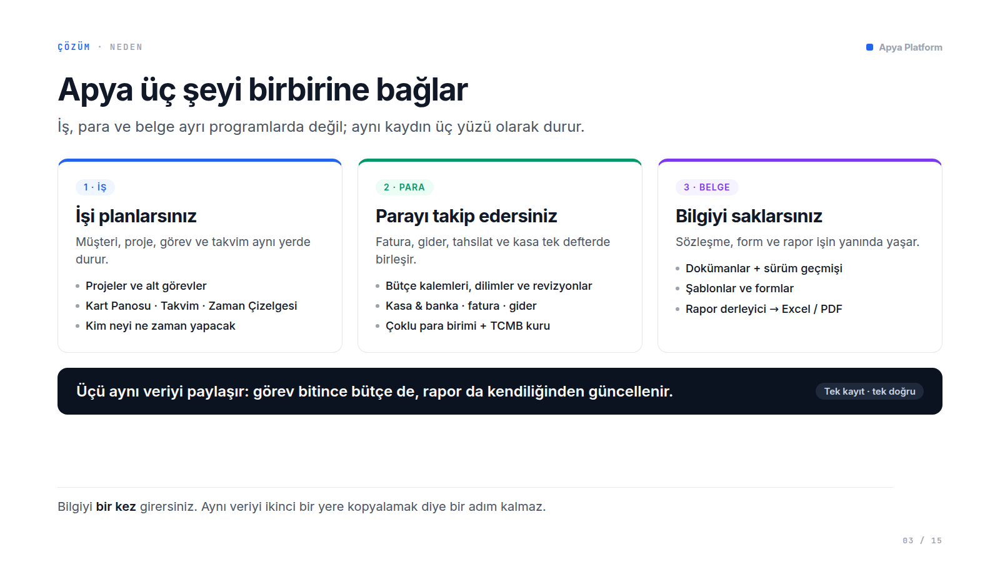 ÇÖZÜM · NEDEN
Apya Platform
Apya üç şeyi birbirine bağlar
İş, para ve belge ayrı programlarda değil; aynı kaydın üç yüzü olarak durur.
1 · İŞ
İşi planlarsınız
Müşteri, proje, görev ve takvim aynı yerde
durur.
Projeler ve alt görevler
Kart Panosu · Takvim · Zaman Çizelgesi
Kim neyi ne zaman yapacak
2 · PARA
Parayı takip edersiniz
Fatura, gider, tahsilat ve kasa tek defterde
birleşir.
Bütçe kalemleri, dilimler ve revizyonlar
Kasa & banka · fatura · gider
Çoklu para birimi + TCMB kuru
3 · BELGE
Bilgiyi saklarsınız
Sözleşme, form ve rapor işin yanında yaşar.
Dokümanlar + sürüm geçmişi
Şablonlar ve formlar
Rapor derleyici → Excel / PDF
Üçü aynı veriyi paylaşır: görev bitince bütçe de, rapor da kendiliğinden güncellenir.
Tek kayıt · tek doğru
Bilgiyi bir kez girersiniz. Aynı veriyi ikinci bir yere kopyalamak diye bir adım kalmaz.
03 / 15